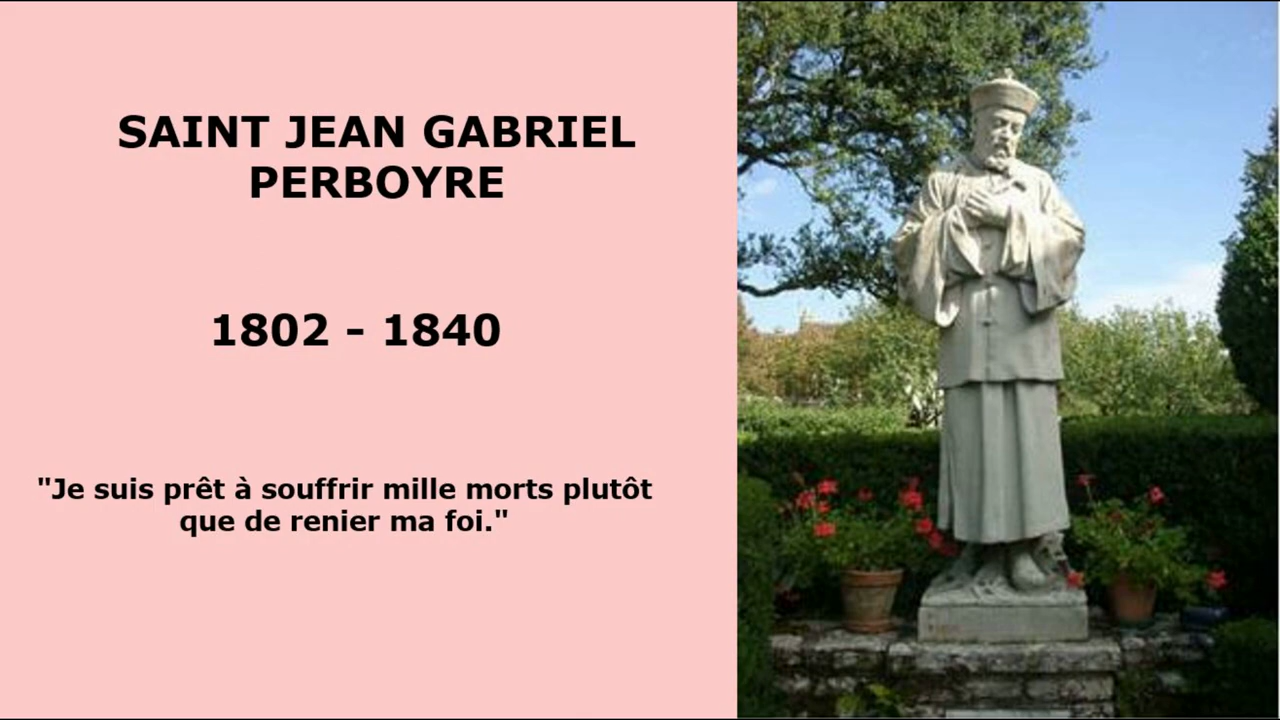 SAINT JEAN GABRIEL
PERBOYRE
1802 - 1840
"Je suis prêt à souffrir mille morts plutôt
que de renier ma foi."